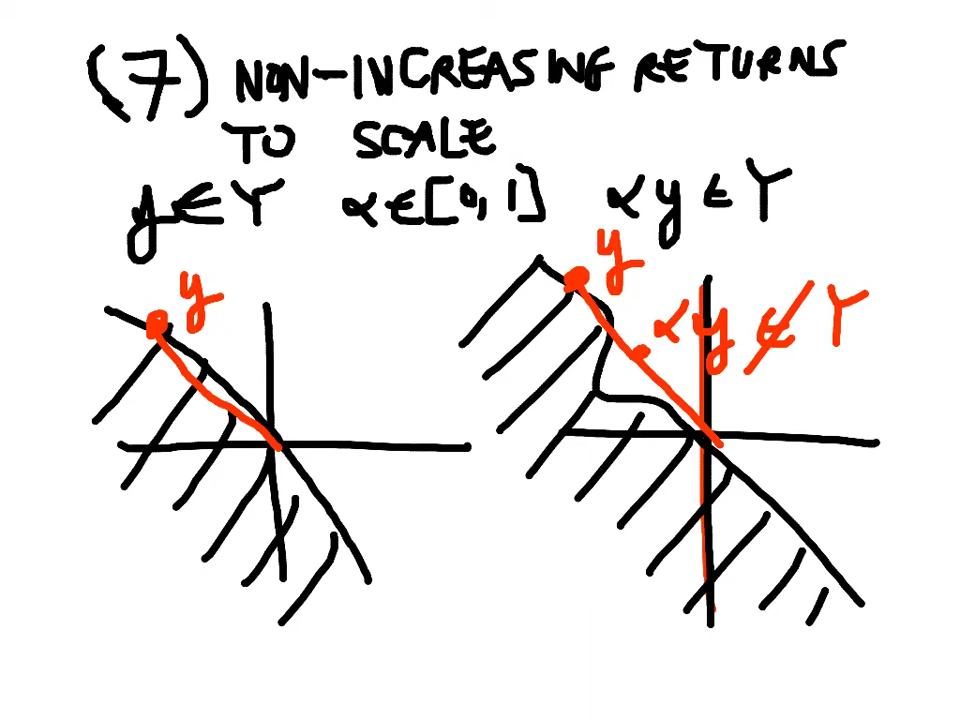 (7) NON-INCREASING RETURNS
TO SCALE
y ∈ Y α ∈ [0, 1] αy ∈ Y
y
y
αy ∉ Y